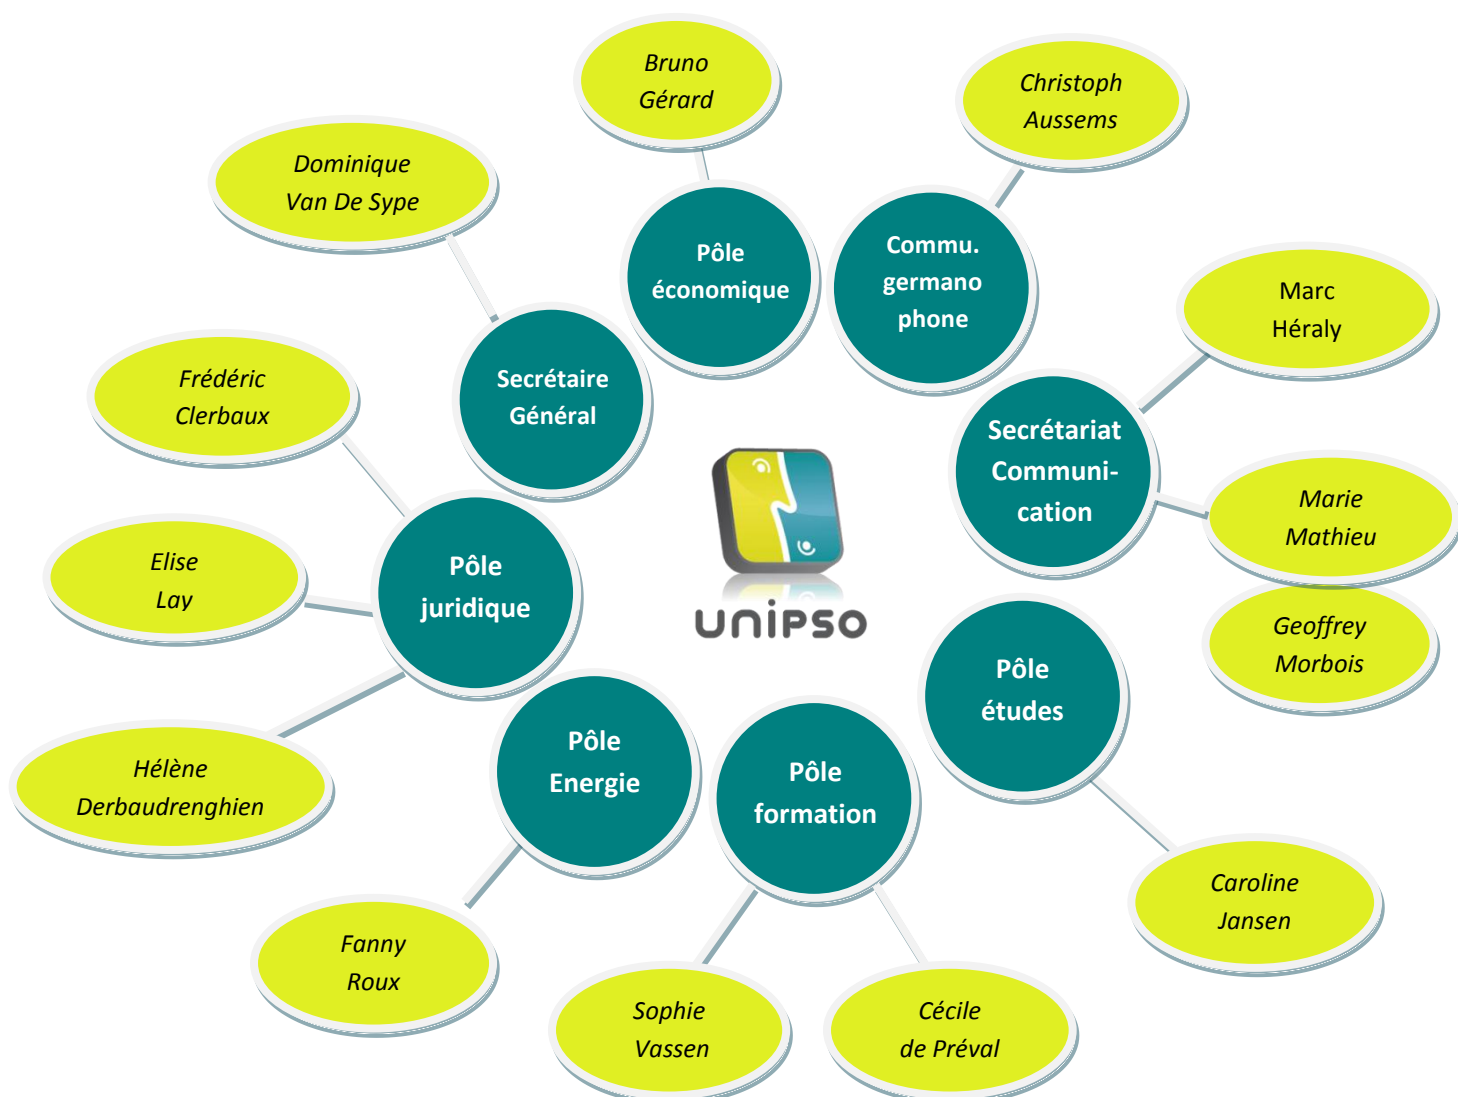 Bruno
Gérard
Christoph
Aussems
Dominique
Van De Sype
Pôle
économique
Commu.
germano
phone
Marc
Héraly
Secrétaire
Général
Frédéric
Clerbaux
Secrétariat
Communi-
cation
Marie
Mathieu
Elise
Lay
Pôle
juridique
unipso
Geoffrey
Morbois
Pôle
études
Hélène
Derbaudrenghien
Pôle
Energie
Pôle
formation
Caroline
Jansen
Fanny
Roux
Sophie
Vassen
Cécile
de Préval